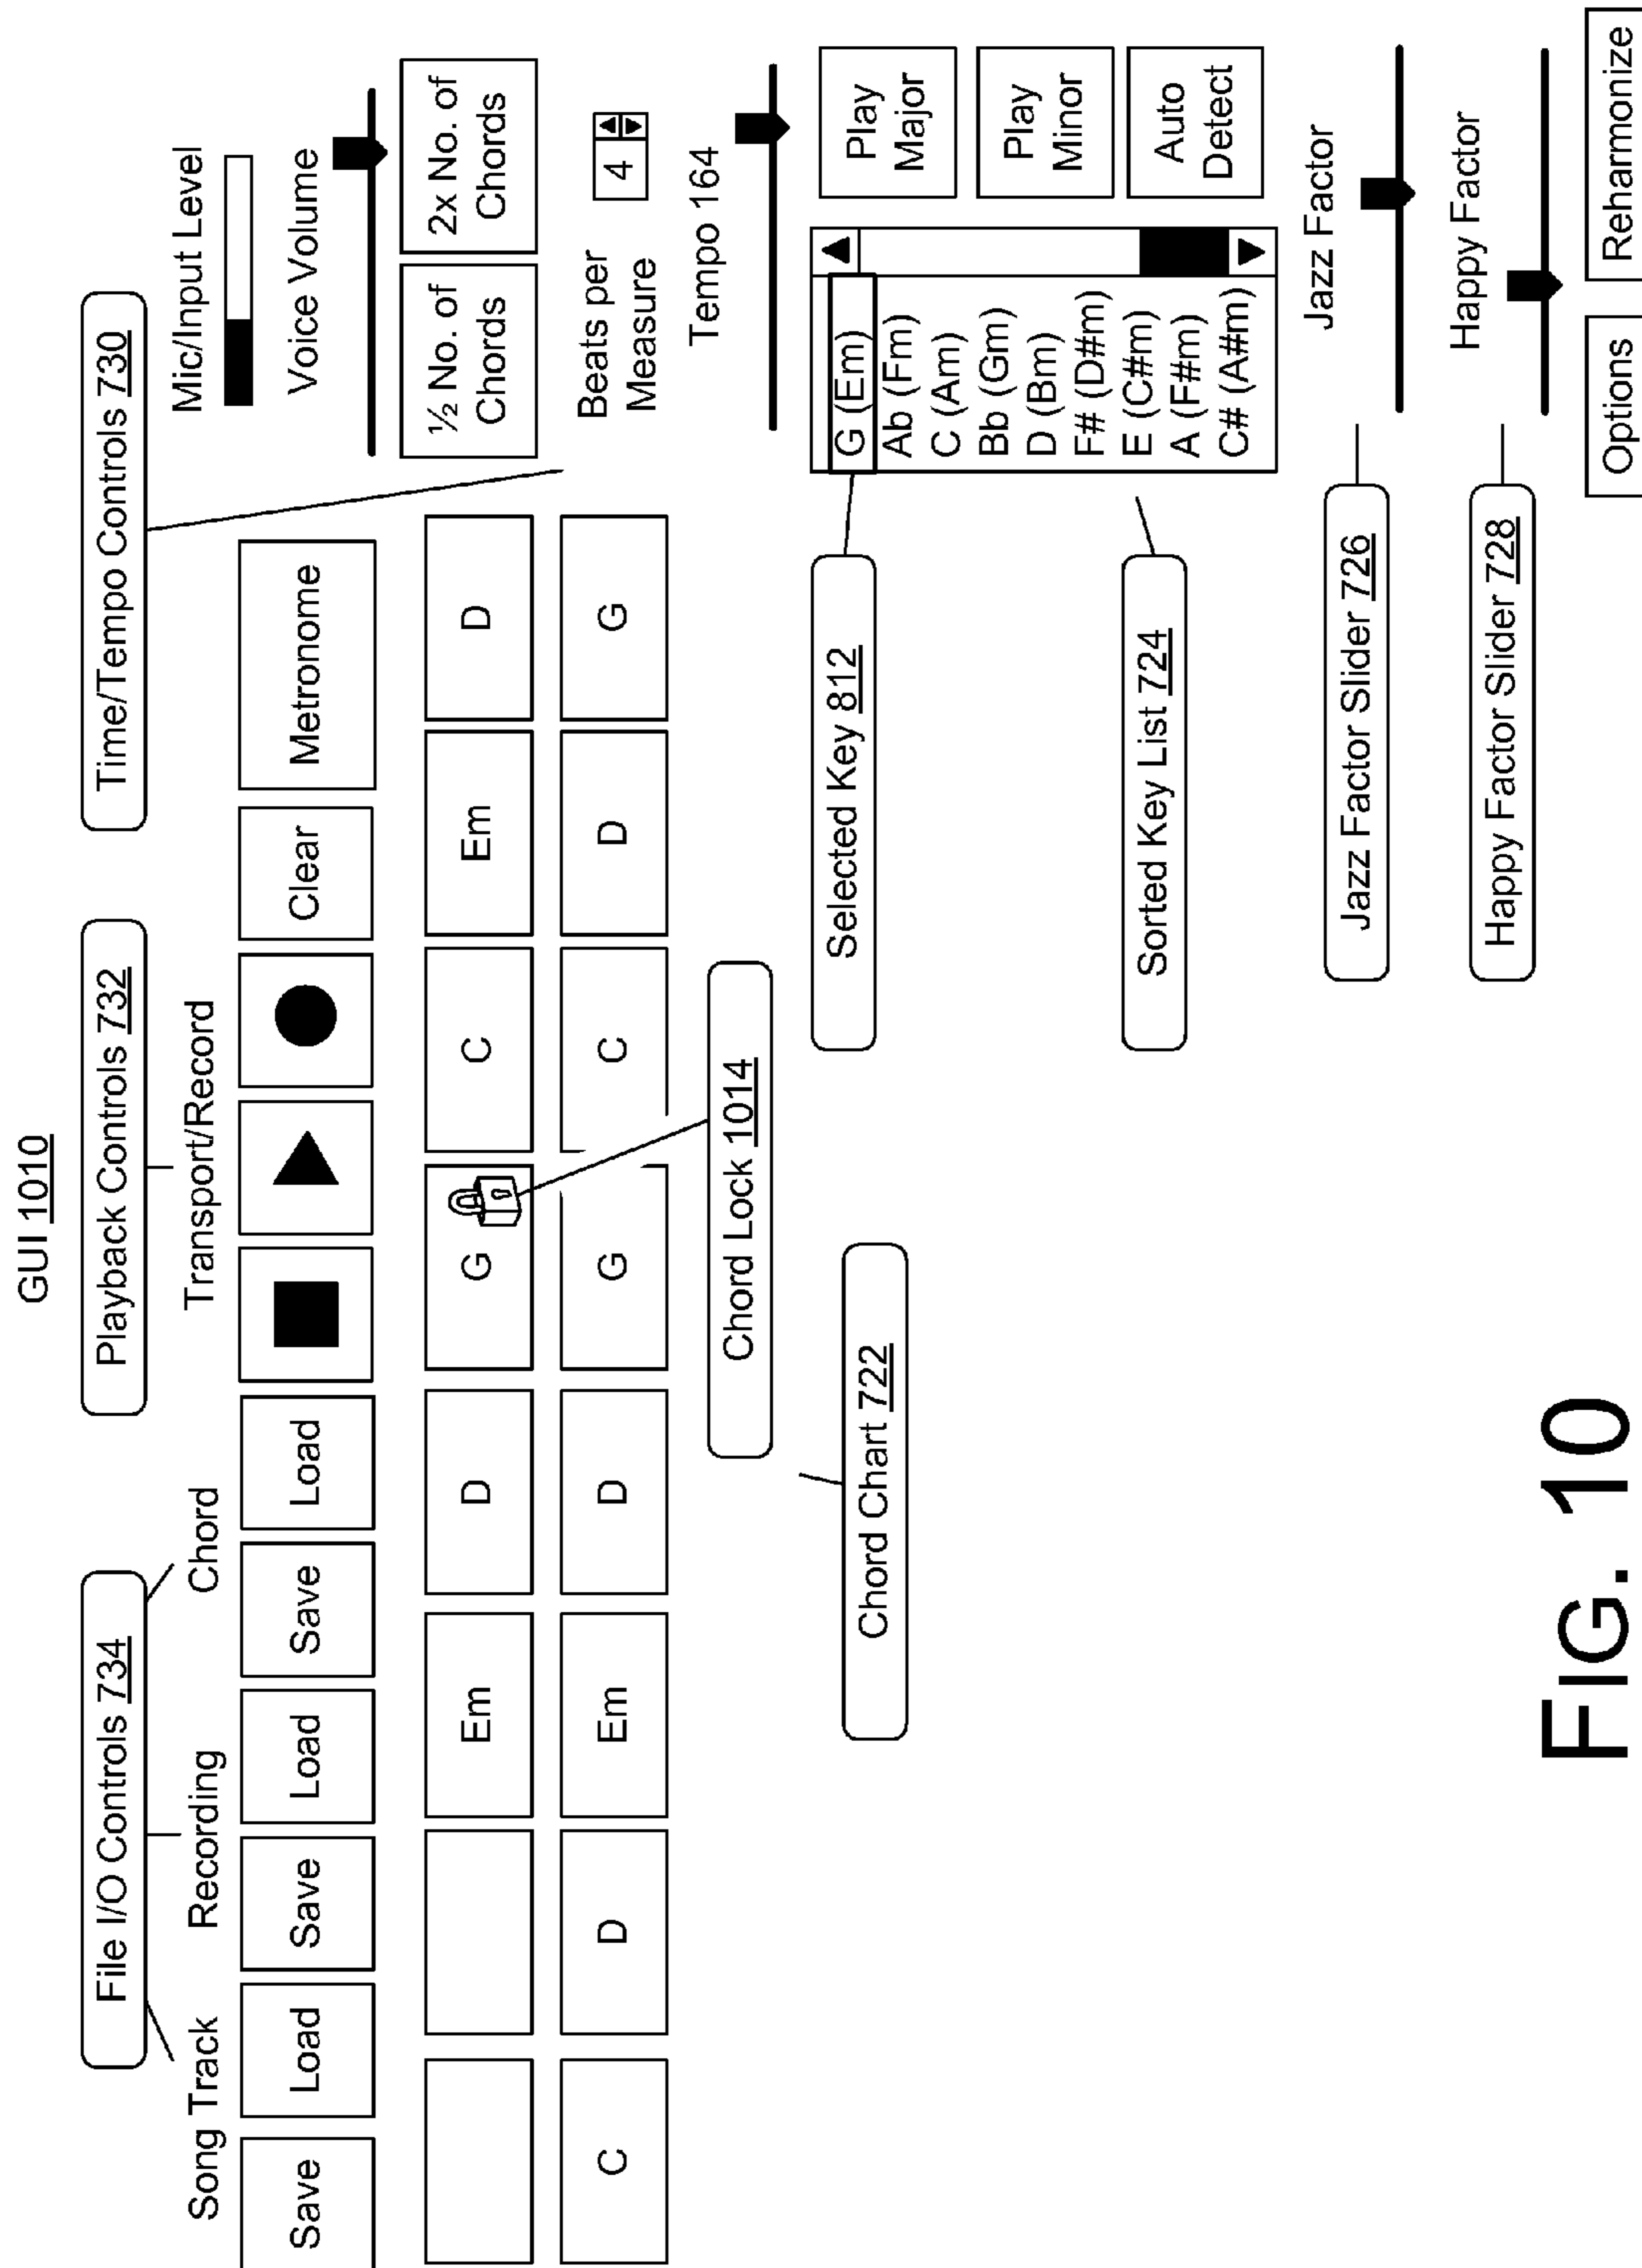 GUI 1010
File I/O Controls 734
Playback Controls 732
Time/Tempo Controls 730
Song Track
Recording
Chord
Transport/Record
Mic/Input Level
Save
Load
Save
Load
Save
Load
Clear
Metronome
Voice Volume
Em
D
G
C
Em
D
½ No. of Chords
2x No. of Chords
C
D
Em
D
G
C
D
G
Beats per Measure
4
Chord Lock 1014
Tempo 164
Chord Chart 722
Selected Key 812
G (Em)
Ab (Fm)
C (Am)
Bb (Gm)
D (Bm)
F# (D#m)
E (C#m)
A (F#m)
C# (A#m)
Play Major
Play Minor
Auto Detect
Sorted Key List 724
Jazz Factor Slider 726
Jazz Factor
Happy Factor Slider 728
Happy Factor
Options
Reharmonize
FIG. 10